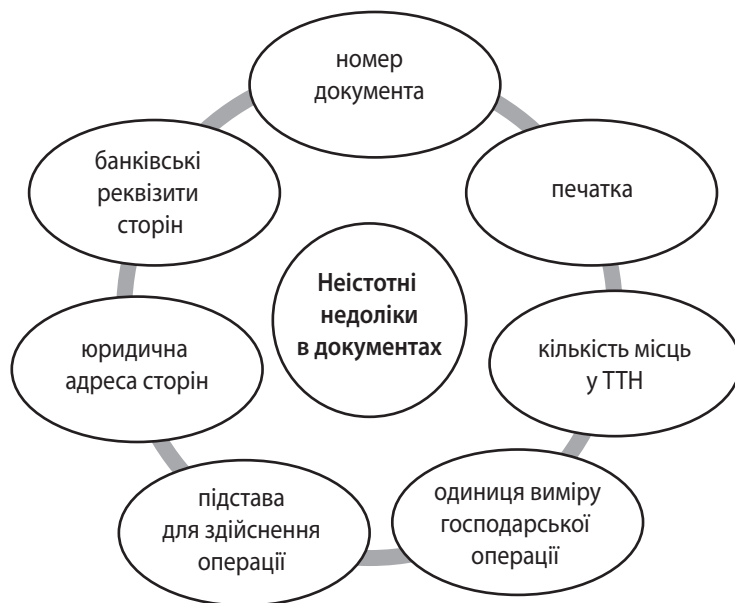 номер
документа
печатка
кількість місць
у ТТН
одиниця виміру
господарської
операції
підстава
для здійснення
операції
юридична
адреса сторін
банківські
реквізити
сторін
Неістотні
недоліки
в документах